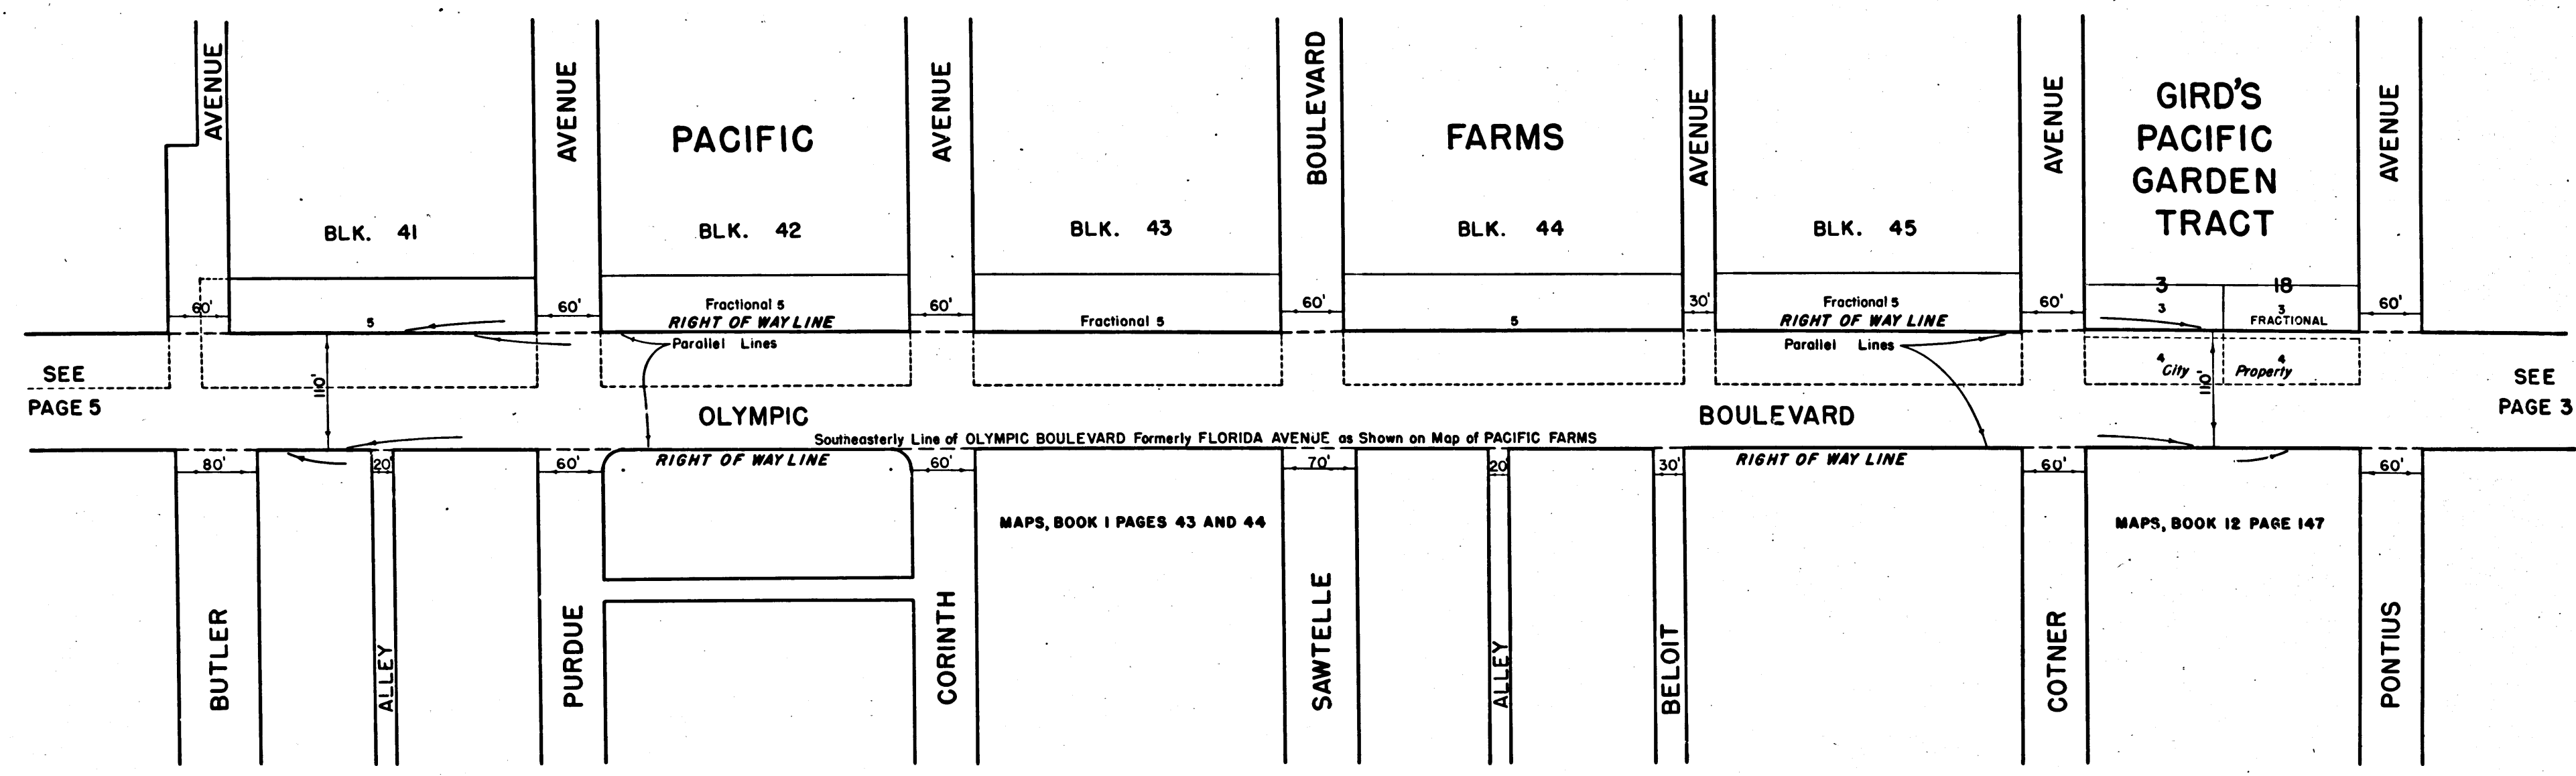 AVENUE
AVENUE
AVENUE
BOULEVARD
AVENUE
AVENUE
AVENUE
PACIFIC
FARMS
GIRD'S
PACIFIC
GARDEN
TRACT
BLK. 41
BLK. 42
BLK. 43
BLK. 44
BLK. 45
3
18
60'
5
60'
Fractional 5
RIGHT OF WAY LINE
60'
Fractional 5
60'
5
30'
Fractional 5
RIGHT OF WAY LINE
60'
3
3
FRACTIONAL
60'
Parallel Lines
Parallel Lines
4
4
City Property
SEE
PAGE 5
110'
110'
SEE
PAGE 3
OLYMPIC
BOULEVARD
Southeasterly Line of OLYMPIC BOULEVARD Formerly FLORIDA AVENUE as Shown on Map of PACIFIC FARMS
80'
20'
60'
RIGHT OF WAY LINE
60'
70'
20'
30'
RIGHT OF WAY LINE
60'
60'
MAPS, BOOK 1 PAGES 43 AND 44
MAPS, BOOK 12 PAGE 147
BUTLER
ALLEY
PURDUE
CORINTH
SAWTELLE
ALLEY
BELOIT
COTNER
PONTIUS